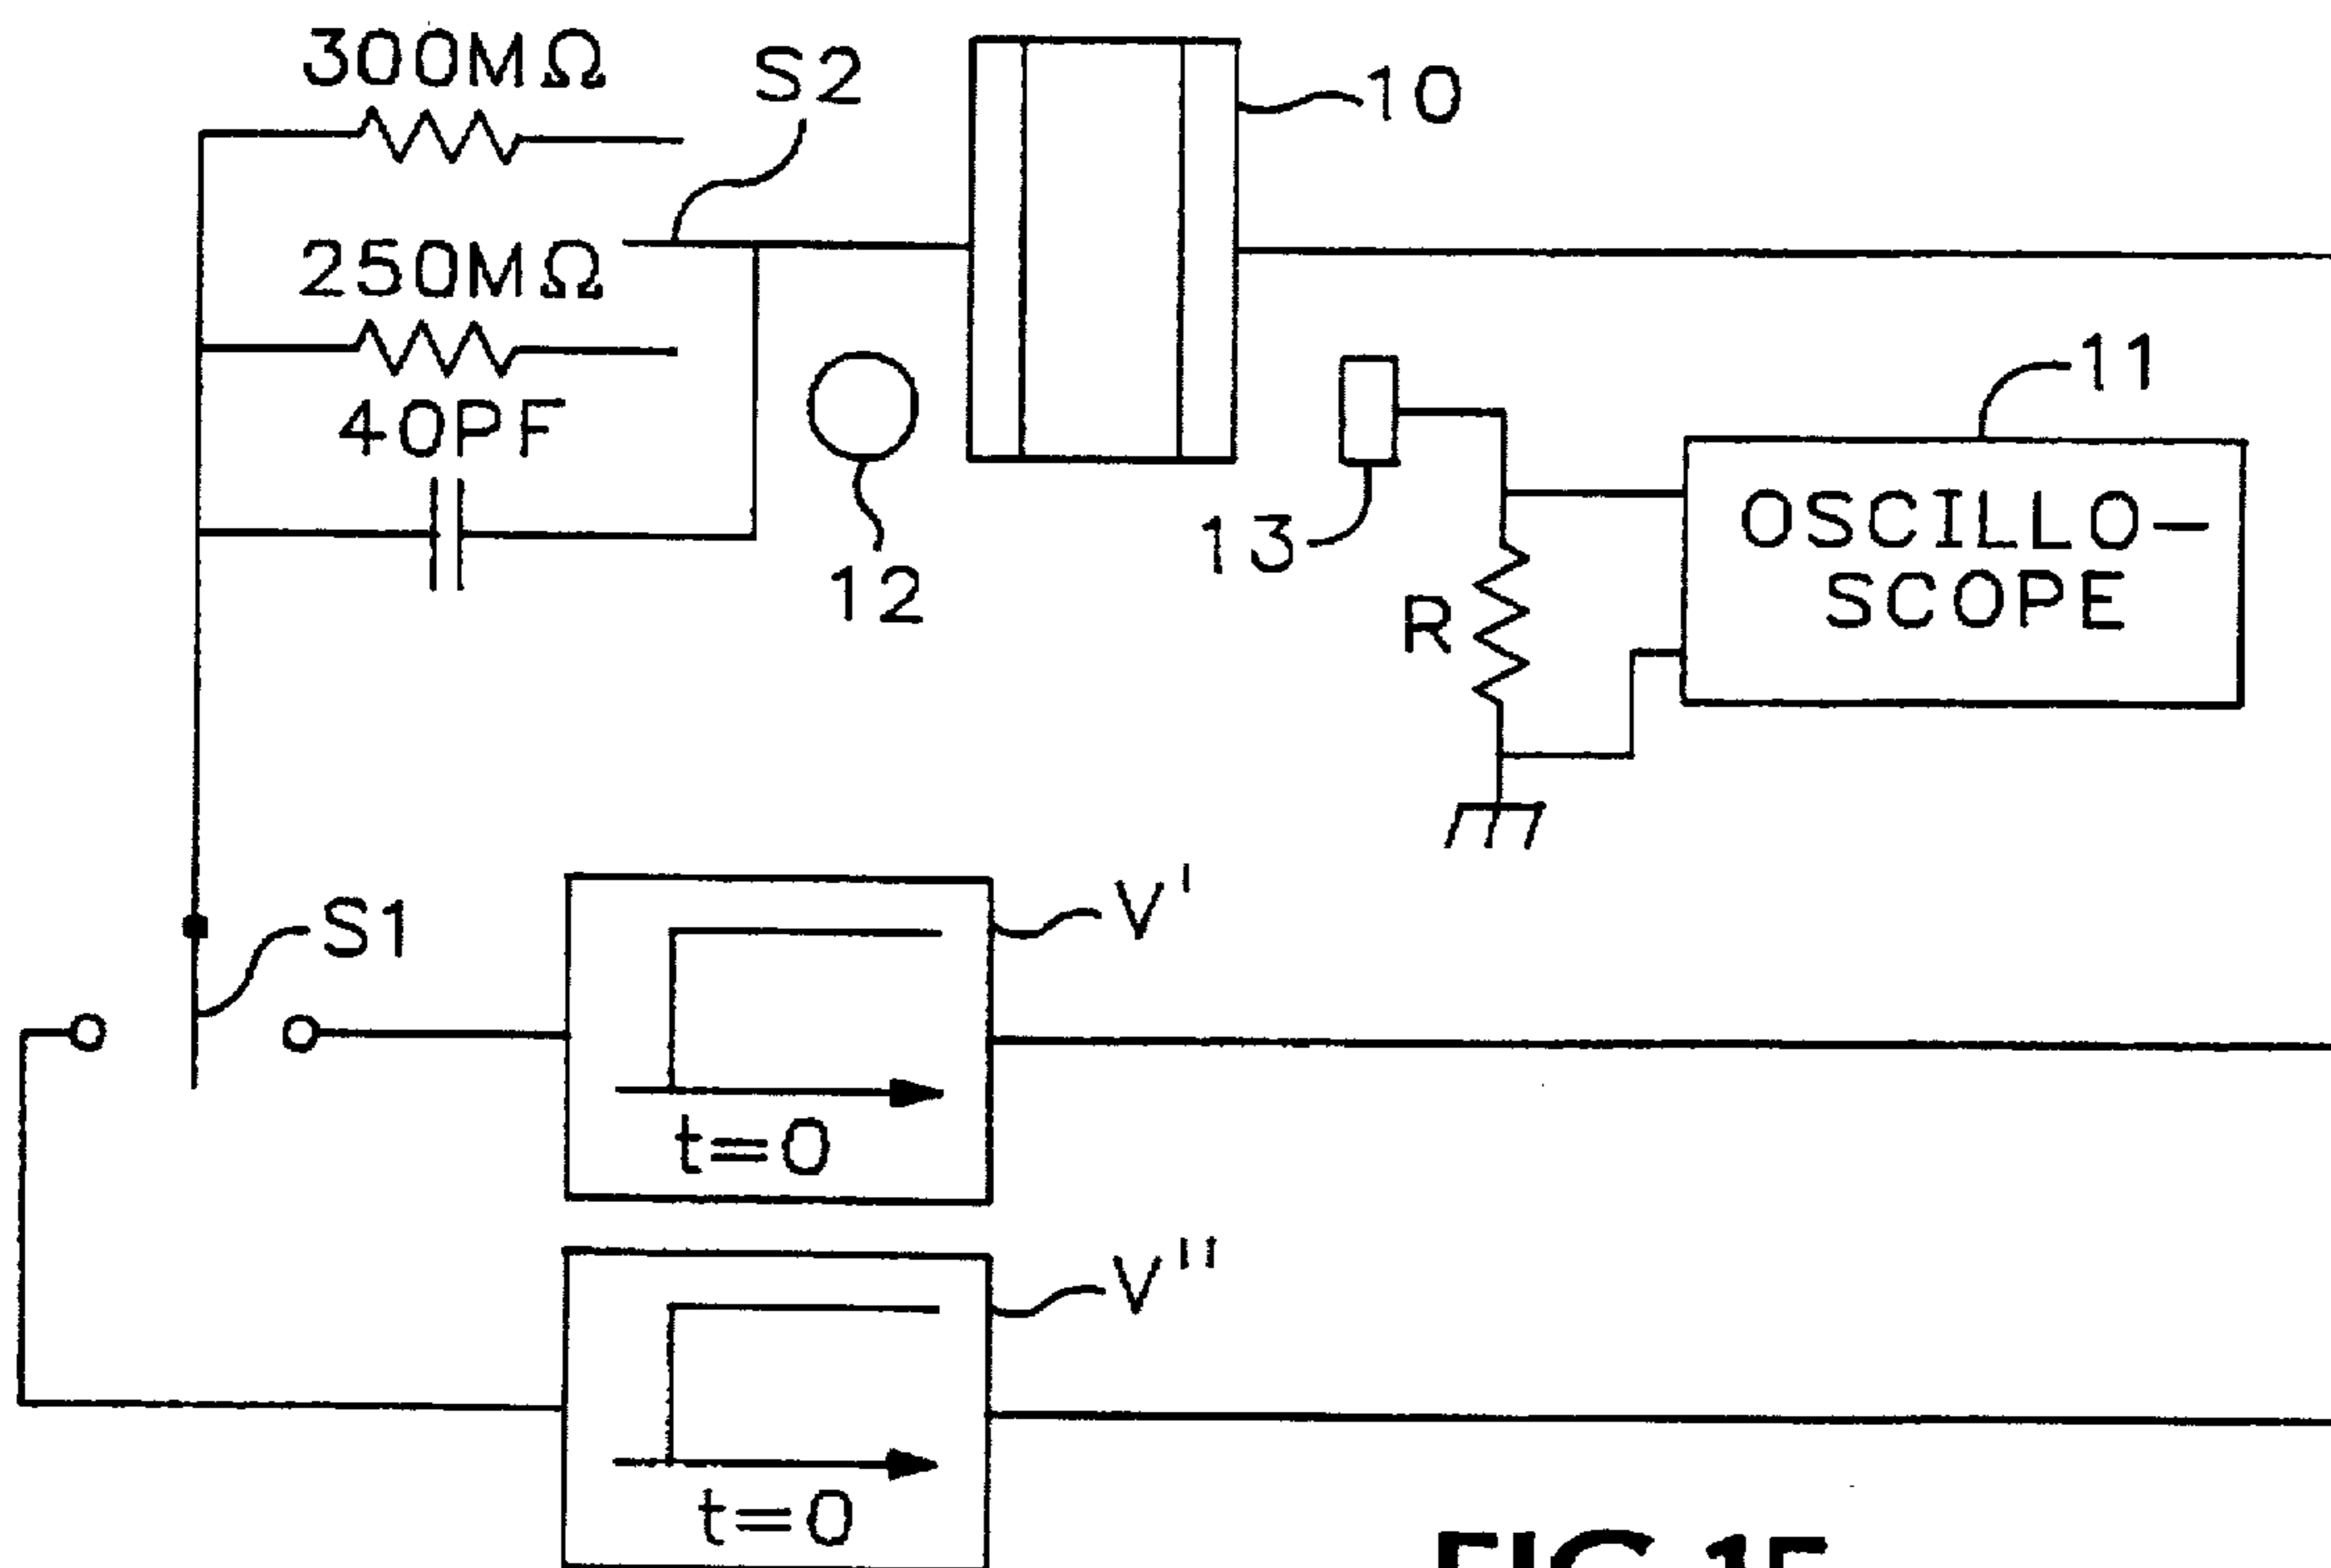 300MΩ
S2
10
250MΩ
11
40PF
OSCILLO-
SCOPE
13
12
R
S1
V'
t=0
V"
t=0